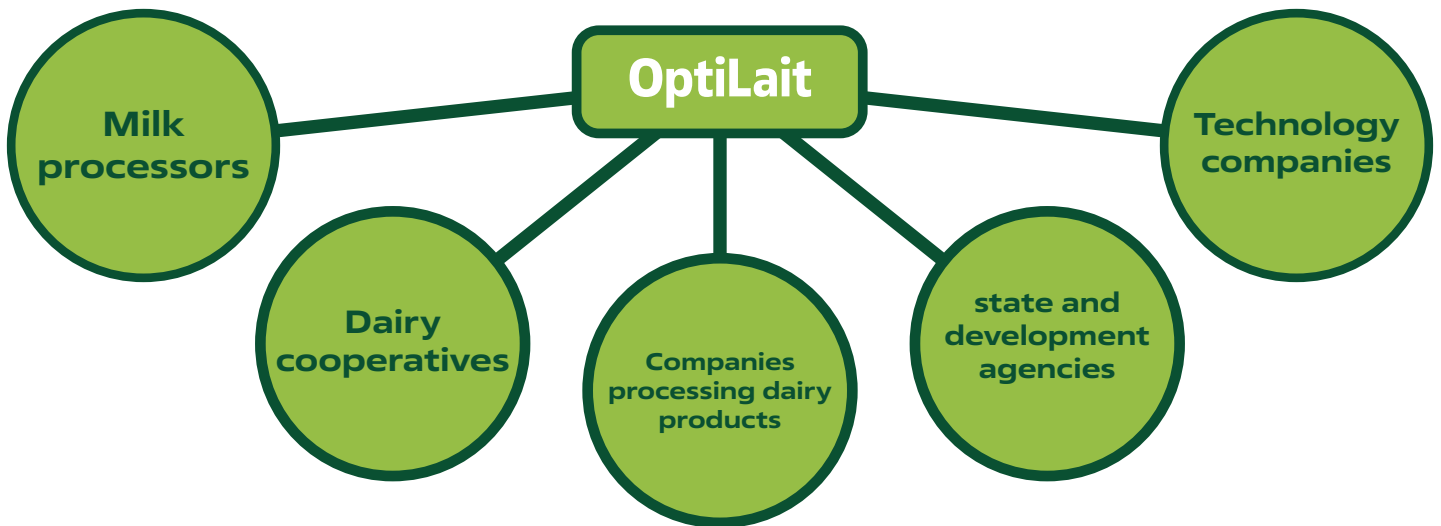 OptiLait
Milk
processors
Technology
companies
Dairy
cooperatives
state and
development
agencies
Companies
processing dairy
products